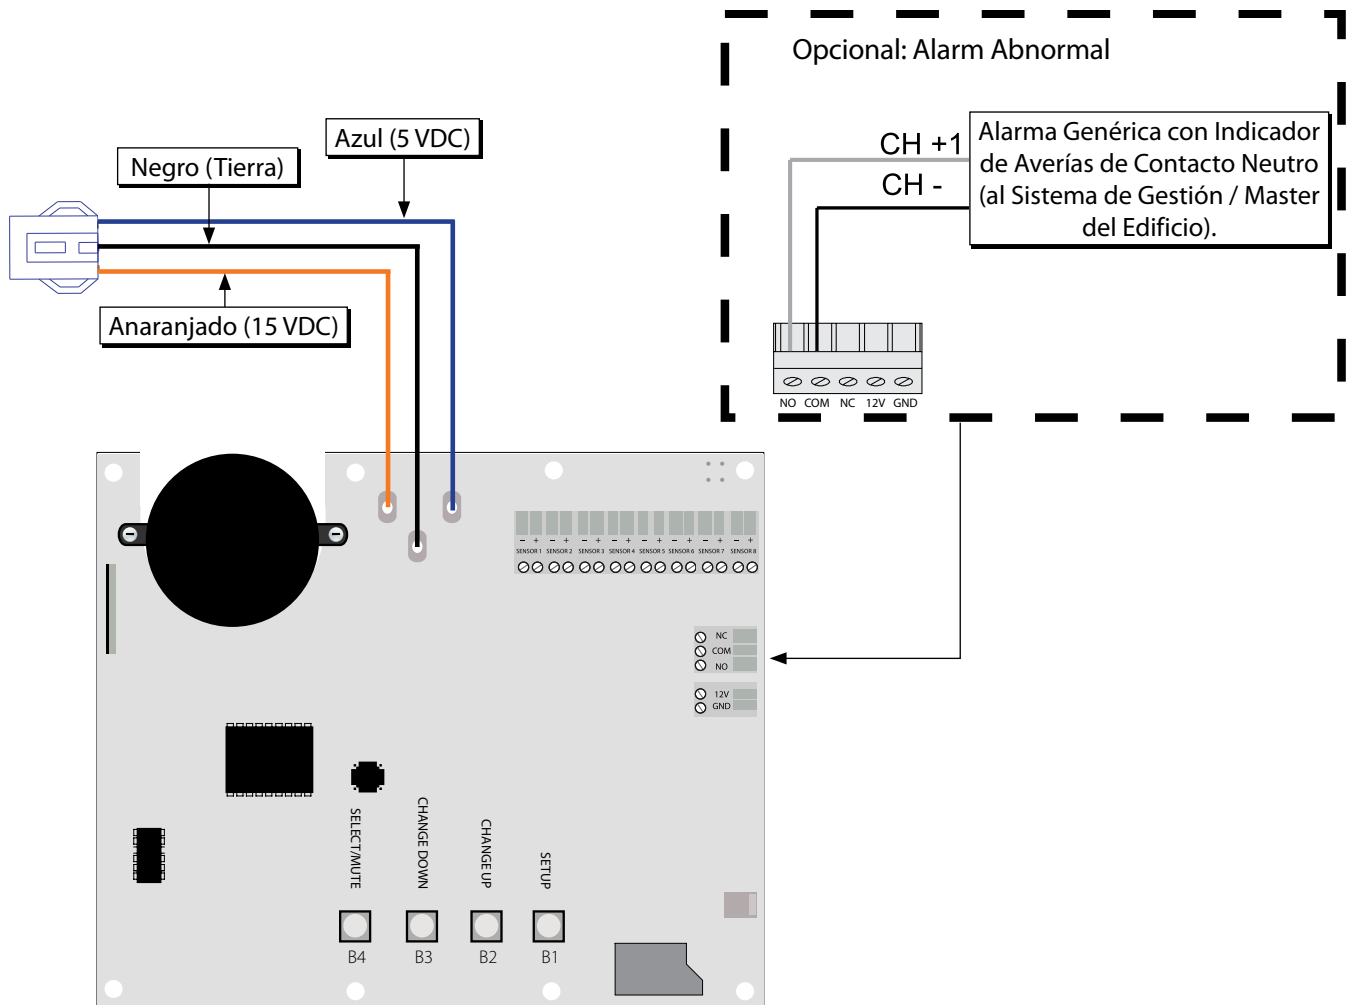 Opcional: Alarm Abnormal
Azul (5 VDC)
Negro (Tierra)
Anaranjado (15 VDC)
CH +1
CH -
Alarma Genérica con Indicador
de Averías de Contacto Neutro
(al Sistema de Gestión / Master
del Edificio).
NO COM NC 12V GND
- + - + - + - + - + - + - + - +
SENSOR 1 SENSOR 2 SENSOR 3 SENSOR 4 SENSOR 5 SENSOR 6 SENSOR 7 SENSOR 8
NC
COM
NO
12V
GND
SELECT/MUTE
CHANGE DOWN
CHANGE UP
SETUP
B4 B3 B2 B1